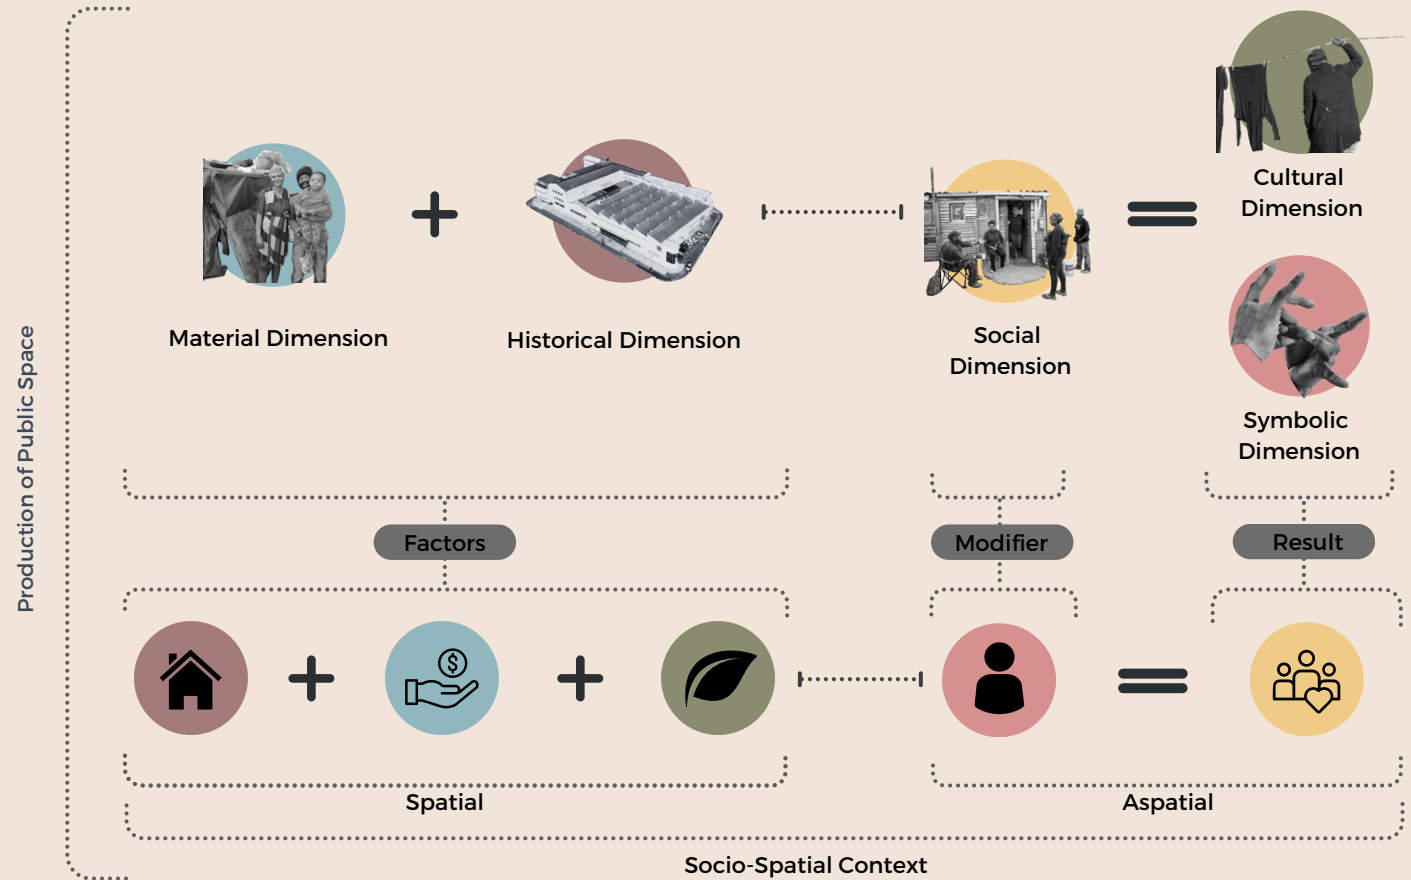 Production of Public Space
Cultural
Dimension
Material Dimension
Historical Dimension
Social
Dimension
Symbolic
Dimension
Factors
Modifier
Result
$
Spatial
Aspatial
Socio-Spatial Context